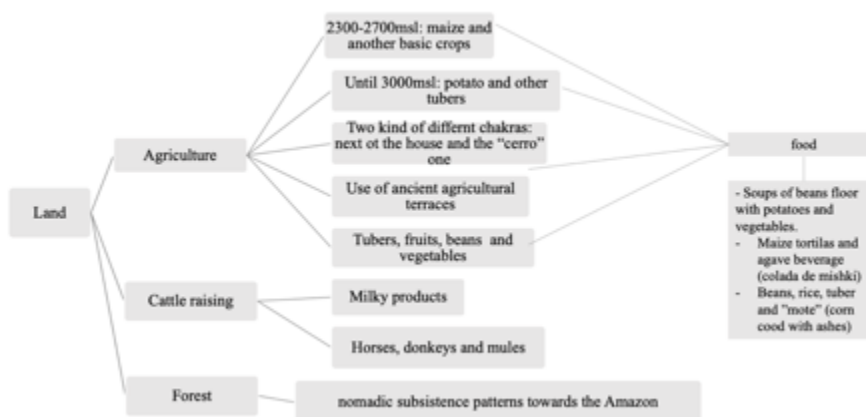 2300-2700msl: maize and
another basic crops
Until 3000msl: potato and other
tubers
Two kind of differnt chakras:
next ot the house and the “cerro”
one
Use of ancient agricultural
terraces
Tubers, fruits, beans and
vegetables
Agriculture
Land
Cattle raising
Milky products
Horses, donkeys and mules
Forest
nomadic subsistence patterns towards the Amazon
food
- Soups of beans floor
with potatoes and
vegetables.
- Maize tortilas and
agave beverage
(colada de mishki)
- Beans, rice, tuber
and ”mote” (corn
cood with ashes)